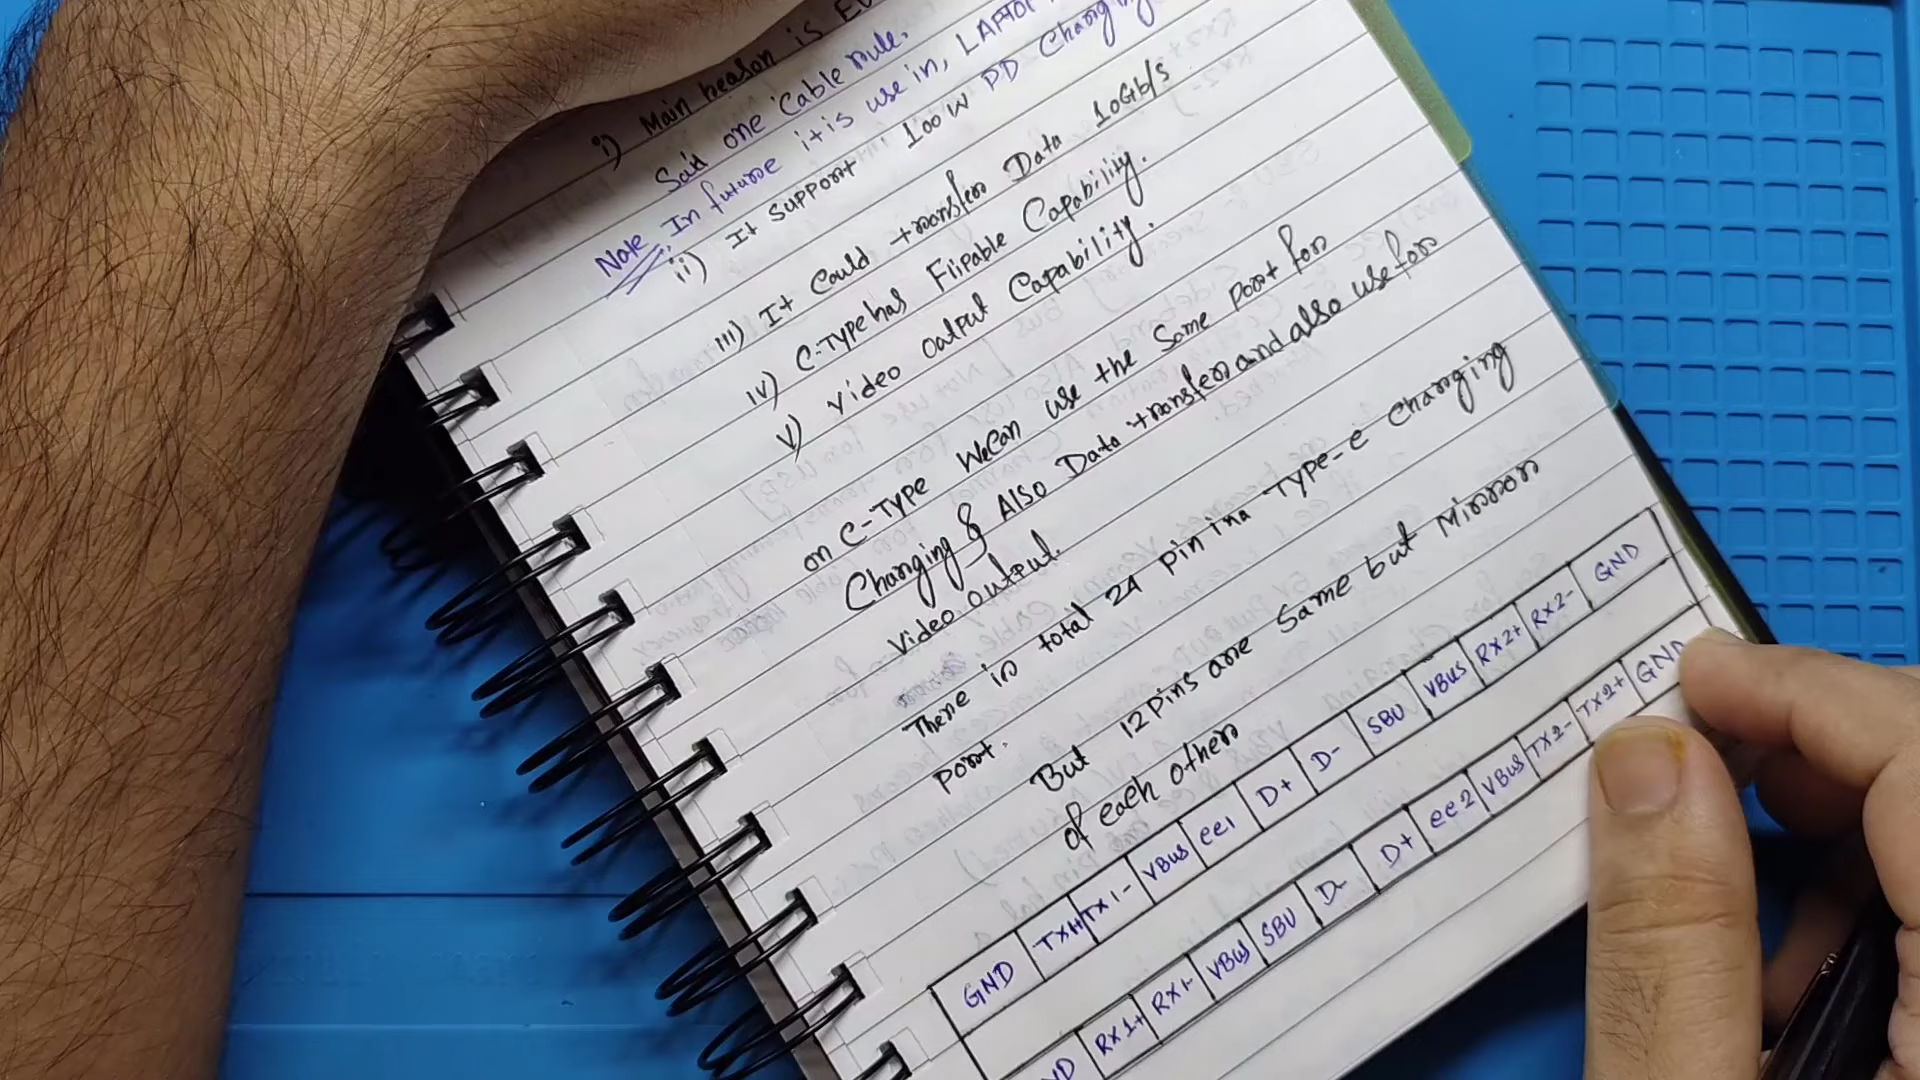 i) Main reason is
Said one Cable rule.
Note In future it is use in, LAPTOP
ii) It support 100W PD Charging
iii) It Could transfer Data 10Gb/s
iv) C-Type has Flipable Capability.
v) Video output Capability.
on C-Type We Can use the Same port for
Charging & Also Data transfer and also use for
Video output.
There is total 24 pin in a Type-c Charging
port.
But 12 Pins are Same but Mirror
of each other
GND TX1+ TX1- VBUS CC1 D+ D- SBU VBUS RX2+ RX2- GND
RX1+ RX1- VBUS SBU D- D+ CC2 VBUS TX2- TX2+ GND